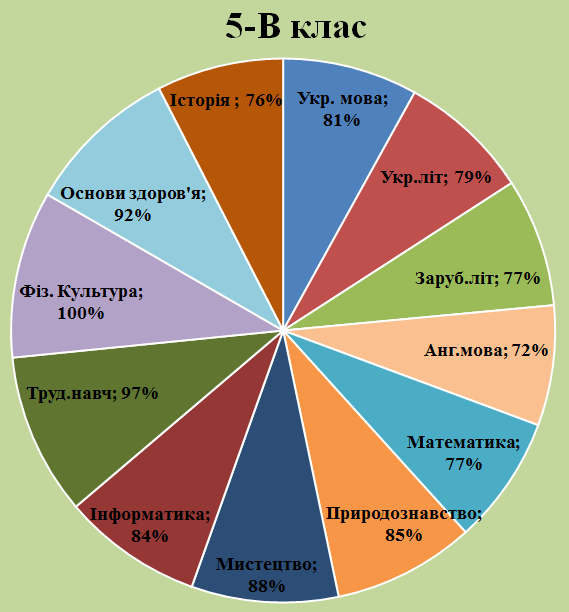 5-В клас
Укр. мова;
81%
Укр.літ; 79%
Заруб.літ; 77%
Анг.мова; 72%
Математика;
77%
Природознавство;
85%
Мистецтво;
88%
Інформатика;
84%
Труд.навч; 97%
Фіз. Культура;
100%
Основи здоров'я;
92%
Історія ; 76%